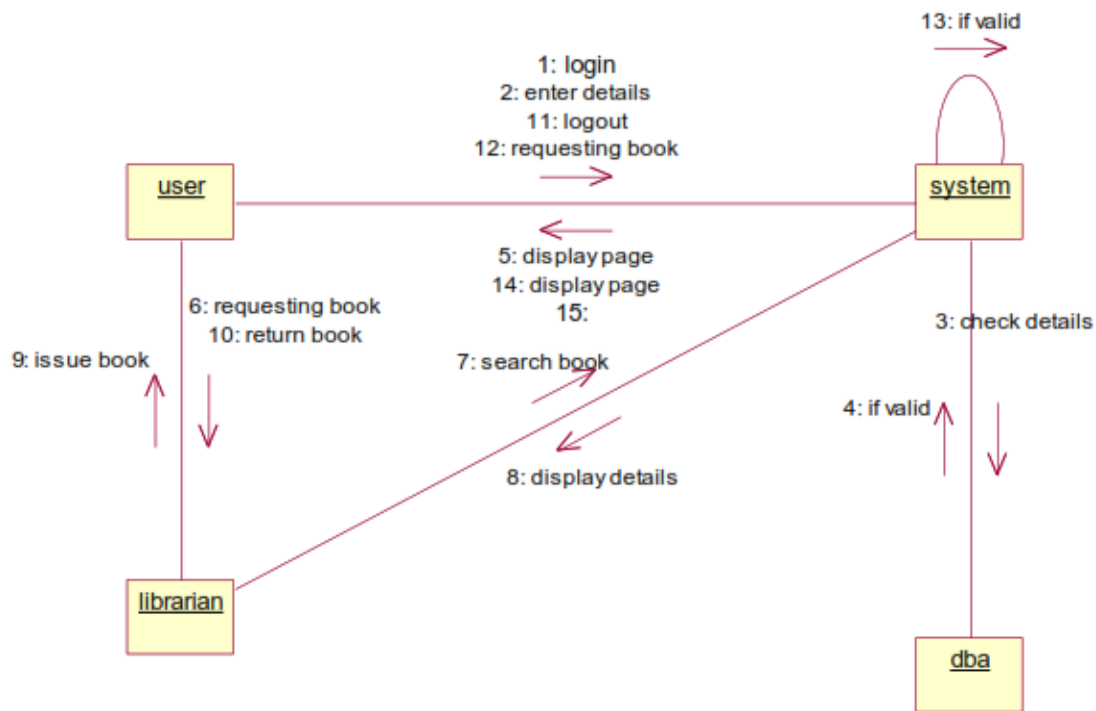 13: if valid
1: login
2: enter details
11: logout
12: requesting book
user
system
5: display page
14: display page
15:
6: requesting book
10: return book
3: check details
9: issue book
7: search book
4: if valid
8: display details
librarian
dba